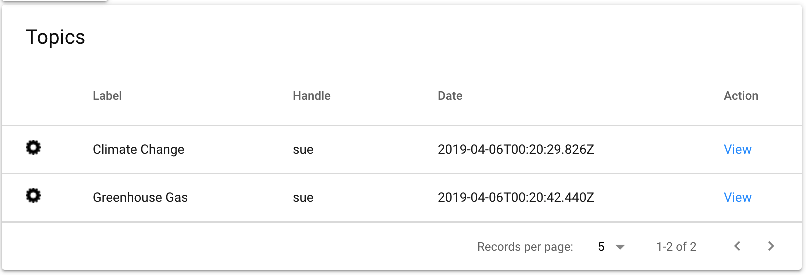 Topics
Label Handle Date Action
Climate Change sue 2019-04-06T00:20:29.826Z View
Greenhouse Gas sue 2019-04-06T00:20:42.440Z View
Records per page: 5 1-2 of 2